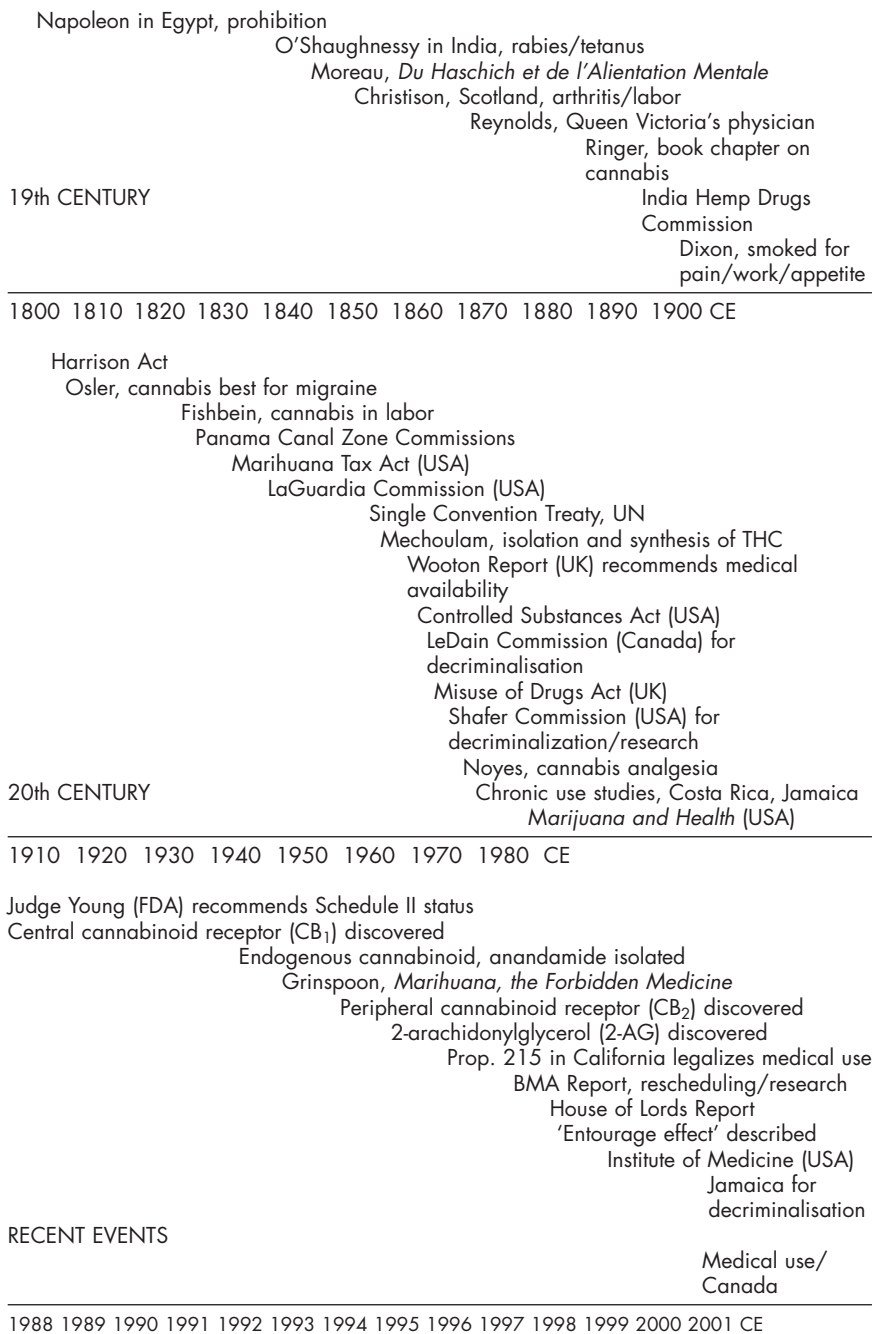 Napoleon in Egypt, prohibition
O'Shaughnessy in India, rabies/tetanus
Moreau, Du Haschich et de l'Alientation Mentale
Christison, Scotland, arthritis/labor
Reynolds, Queen Victoria's physician
Ringer, book chapter on
cannabis
19th CENTURY India Hemp Drugs
Commission
Dixon, smoked for
pain/work/appetite
1800 1810 1820 1830 1840 1850 1860 1870 1880 1890 1900 CE
Harrison Act
Osler, cannabis best for migraine
Fishbein, cannabis in labor
Panama Canal Zone Commissions
Marihuana Tax Act (USA)
LaGuardia Commission (USA)
Single Convention Treaty, UN
Mechoulam, isolation and synthesis of THC
Wooton Report (UK) recommends medical
availability
Controlled Substances Act (USA)
LeDain Commission (Canada) for
decriminalisation
Misuse of Drugs Act (UK)
Shafer Commission (USA) for
decriminalization/research
Noyes, cannabis analgesia
20th CENTURY Chronic use studies, Costa Rica, Jamaica
Marijuana and Health (USA)
1910 1920 1930 1940 1950 1960 1970 1980 CE
Judge Young (FDA) recommends Schedule II status
Central cannabinoid receptor (CB₁) discovered
Endogenous cannabinoid, anandamide isolated
Grinspoon, Marihuana, the Forbidden Medicine
Peripheral cannabinoid receptor (CB₂) discovered
2-arachidonylglycerol (2-AG) discovered
Prop. 215 in California legalizes medical use
BMA Report, rescheduling/research
House of Lords Report
'Entourage effect' described
Institute of Medicine (USA)
Jamaica for
decriminalisation
RECENT EVENTS
Medical use/
Canada
1988 1989 1990 1991 1992 1993 1994 1995 1996 1997 1998 1999 2000 2001 CE